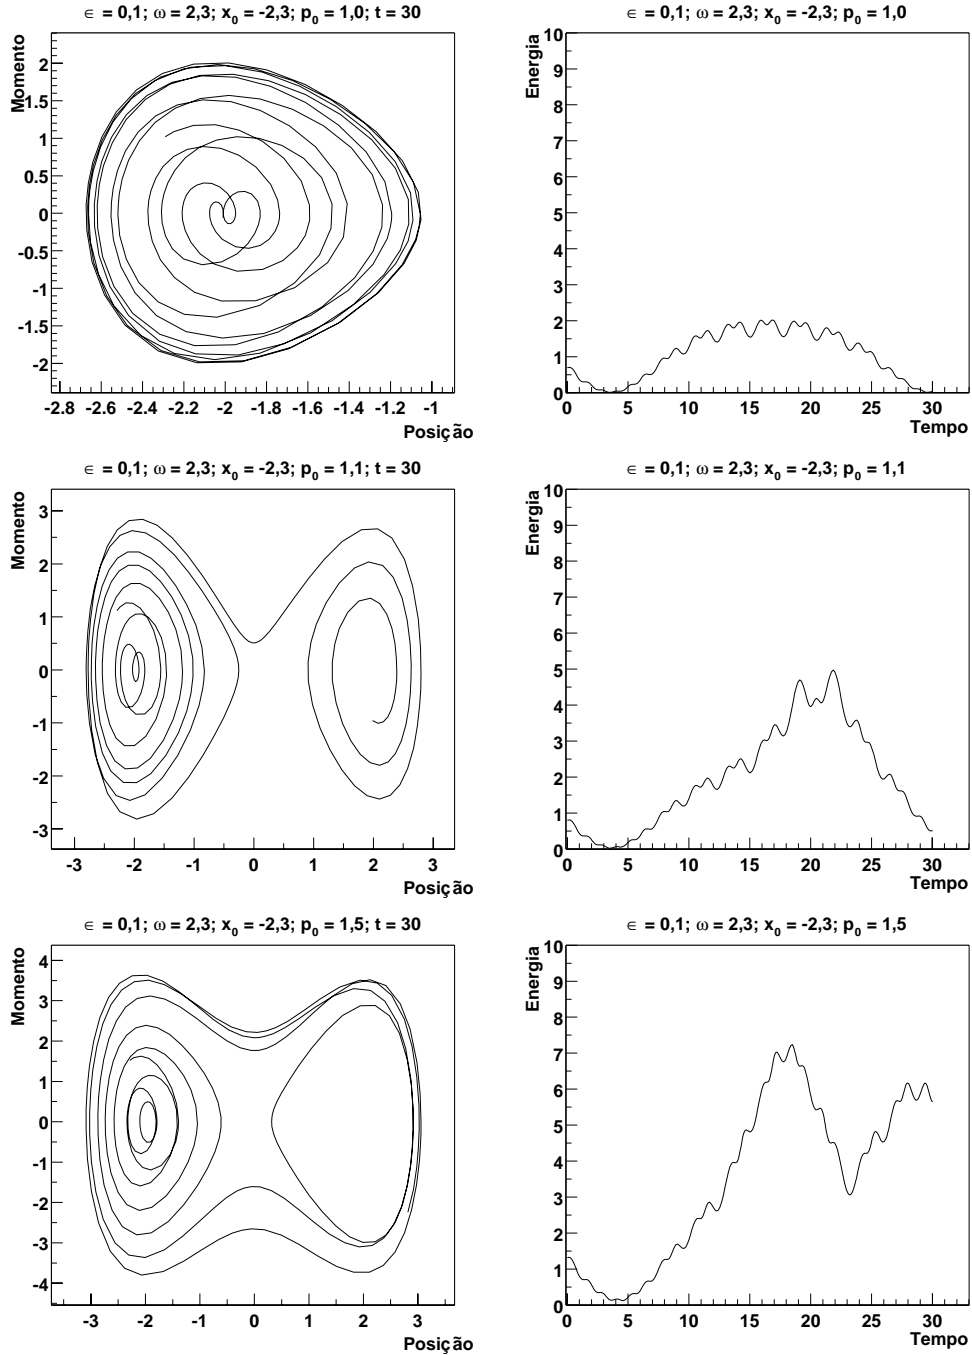 ∈ = 0,1; ω = 2,3; x0 = -2,3; p0 = 1,0; t = 30
Momento
2
1.5
1
0.5
0
-0.5
-1
-1.5
-2
-2.8 -2.6 -2.4 -2.2 -2 -1.8 -1.6 -1.4 -1.2 -1
Posição
∈ = 0,1; ω = 2,3; x0 = -2,3; p0 = 1,0
Energia
10
9
8
7
6
5
4
3
2
1
0
0 5 10 15 20 25 30
Tempo
∈ = 0,1; ω = 2,3; x0 = -2,3; p0 = 1,1; t = 30
Momento
3
2
1
0
-1
-2
-3
-3 -2 -1 0 1 2 3
Posição
∈ = 0,1; ω = 2,3; x0 = -2,3; p0 = 1,1
Energia
10
9
8
7
6
5
4
3
2
1
0
0 5 10 15 20 25 30
Tempo
∈ = 0,1; ω = 2,3; x0 = -2,3; p0 = 1,5; t = 30
Momento
4
3
2
1
0
-1
-2
-3
-4
-3 -2 -1 0 1 2 3
Posição
∈ = 0,1; ω = 2,3; x0 = -2,3; p0 = 1,5
Energia
10
9
8
7
6
5
4
3
2
1
0
0 5 10 15 20 25 30
Tempo